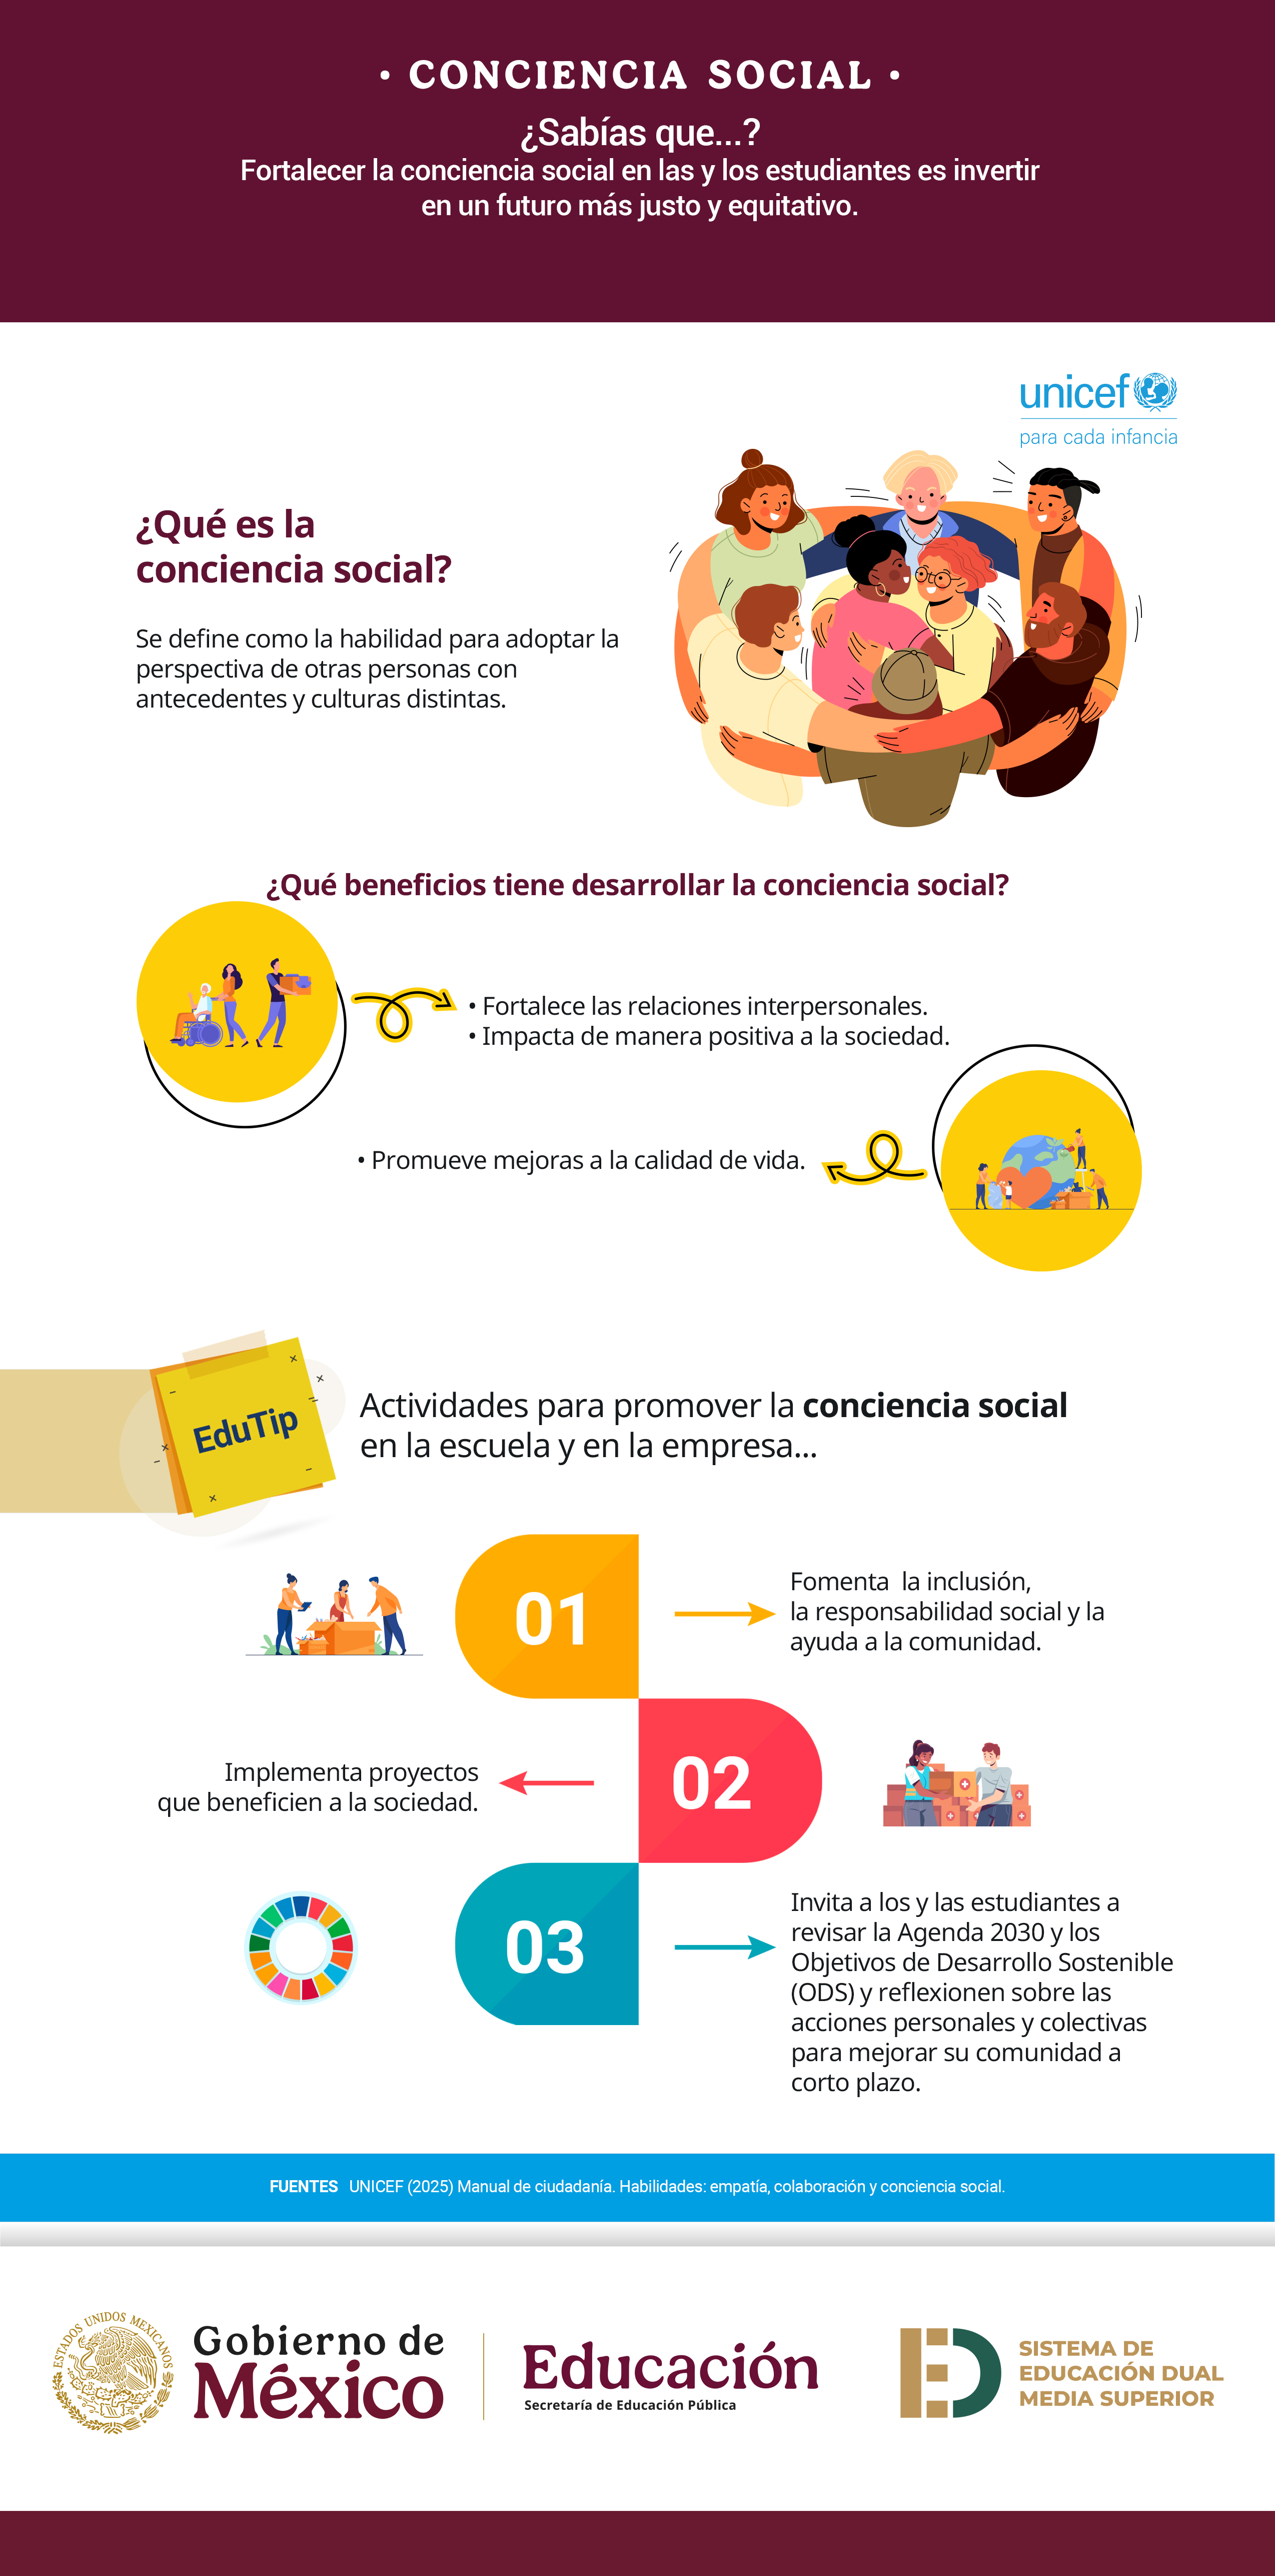 • CONCIENCIA SOCIAL •
¿Sabías que...?
Fortalecer la conciencia social en las y los estudiantes es invertir
en un futuro más justo y equitativo.
unicef
para cada infancia
¿Qué es la
conciencia social?
Se define como la habilidad para adoptar la
perspectiva de otras personas con
antecedentes y culturas distintas.
¿Qué beneficios tiene desarrollar la conciencia social?
• Fortalece las relaciones interpersonales.
• Impacta de manera positiva a la sociedad.
• Promueve mejoras a la calidad de vida.
EduTip
Actividades para promover la conciencia social
en la escuela y en la empresa...
01
Fomenta  la inclusión,
la responsabilidad social y la
ayuda a la comunidad.
02
Implementa proyectos
que beneficien a la sociedad.
03
Invita a los y las estudiantes a
revisar la Agenda 2030 y los
Objetivos de Desarrollo Sostenible
(ODS) y reflexionen sobre las
acciones personales y colectivas
para mejorar su comunidad a
corto plazo.
FUENTES UNICEF (2025) Manual de ciudadanía. Habilidades: empatía, colaboración y conciencia social.
ESTADOS UNIDOS MEXICANOS
Gobierno de
México
Educación
Secretaría de Educación Pública
ED
SISTEMA DE
EDUCACIÓN DUAL
MEDIA SUPERIOR